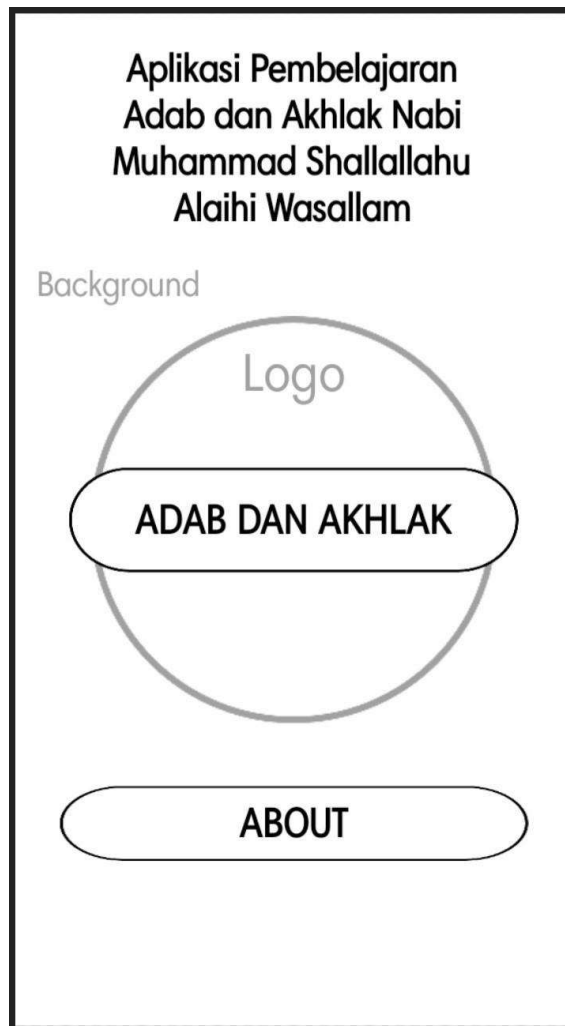 Aplikasi Pembelajaran
Adab dan Akhlak Nabi
Muhammad Shallallahu
Alaihi Wasallam
Background
Logo
ADAB DAN AKHLAK
ABOUT